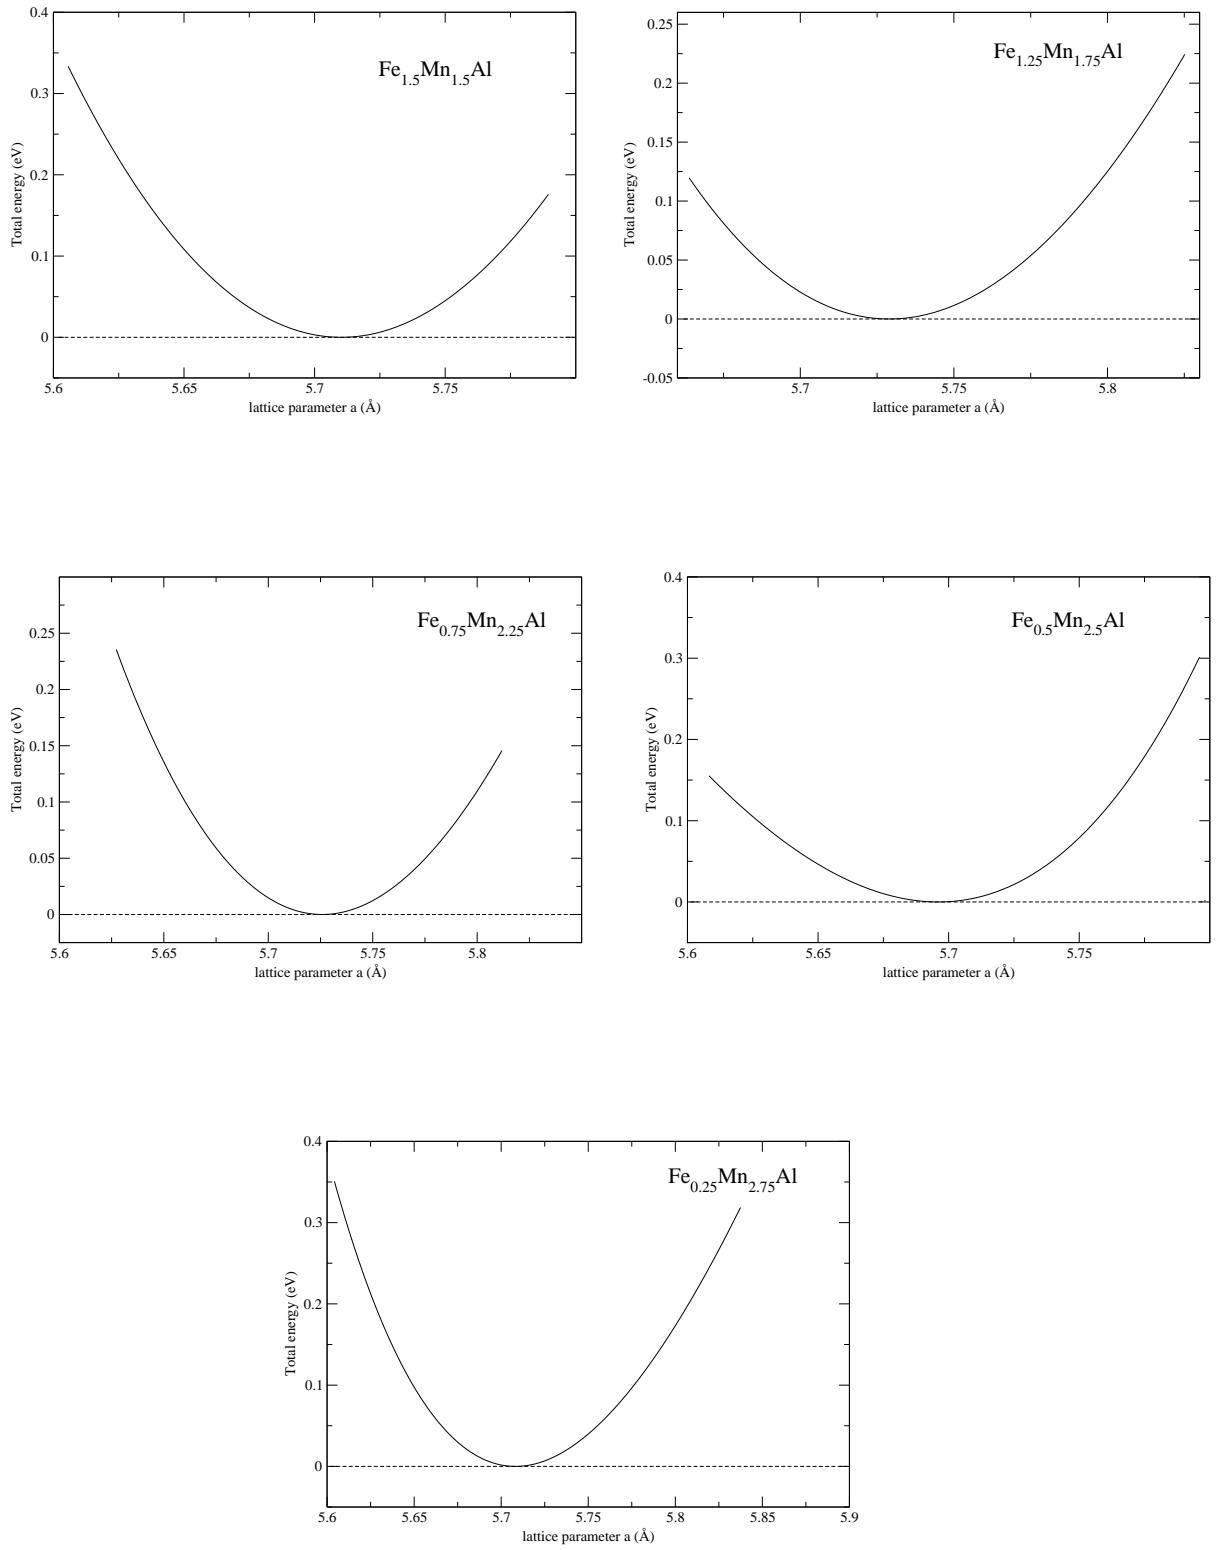 0.4
0.3
0.2
0.1
0
Total energy (eV)
Fe1.5Mn1.5Al
5.6 5.65 5.7 5.75
lattice parameter a (Å)
0.25
0.2
0.15
0.1
0.05
0
-0.05
Total energy (eV)
Fe1.25Mn1.75Al
5.7 5.75 5.8
lattice parameter a (Å)
0.25
0.2
0.15
0.1
0.05
0
Total energy (eV)
Fe0.75Mn2.25Al
5.6 5.65 5.7 5.75 5.8
lattice parameter a (Å)
0.4
0.3
0.2
0.1
0
Total energy (eV)
Fe0.5Mn2.5Al
5.6 5.65 5.7 5.75
lattice parameter a (Å)
0.4
0.3
0.2
0.1
0
Total energy (eV)
Fe0.25Mn2.75Al
5.6 5.65 5.7 5.75 5.8 5.85 5.9
lattice parameter a (Å)